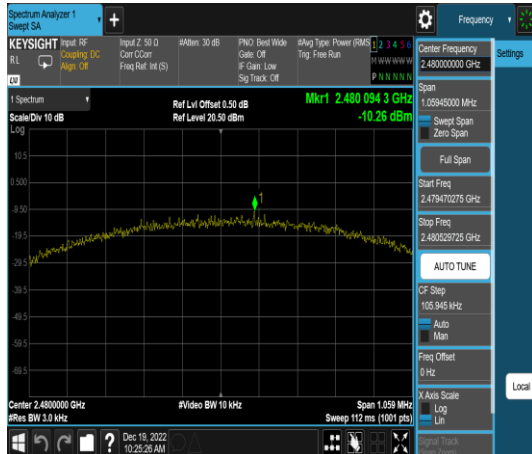 Spectrum Analyzer 1
Swept SA
+
Frequency
KEYSIGHT
RL
LXI
Input: RF
Coupling: DC
Align: Off
Input Z: 50 Ω
Corr CCorr
Freq Ref: Int (S)
#Atten: 30 dB
PNO: Best Wide
Gate: Off
IF Gain: Low
Sig Track: Off
#Avg Type: Power (RMS
Trig: Free Run
1 2 3 4 5 6
M W W W W W
P N N N N N
1 Spectrum
Scale/Div 10 dB
Ref Lvl Offset 0.50 dB
Ref Level 20.50 dBm
Mkr1 2.480 094 3 GHz
-10.26 dBm
Log
10.5
0.500
-9.50
-19.5
-29.5
-39.5
-49.5
-59.5
-69.5
1
Center 2.4800000 GHz
#Res BW 3.0 kHz
#Video BW 10 kHz
Span 1.059 MHz
Sweep 112 ms (1001 pts)
Dec 19, 2022
10:25:26 AM
Center Frequency
2.480000000 GHz
Span
1.05945000 MHz
Swept Span
Zero Span
Full Span
Start Freq
2.479470275 GHz
Stop Freq
2.480529725 GHz
AUTO TUNE
CF Step
105.945 kHz
Auto
Man
Freq Offset
0 Hz
X Axis Scale
Log
Lin
Signal Track
Settings
Local